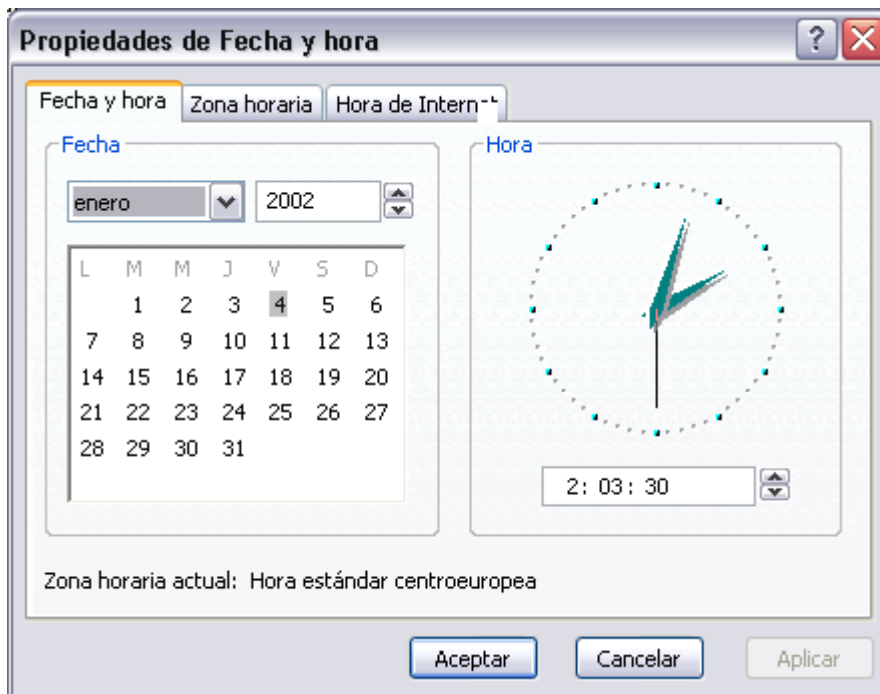 Propiedades de Fecha y hora
Fecha y hora Zona horaria Hora de
Fecha
enero 2002
L M M J V S D
1 2 3 4 5 6
7 8 9 10 11 12 13
14 15 16 17 18 19 20
21 22 23 24 25 26 27
28 29 30 31
Hora
2: 03: 30
Zona horaria actual: Hora estándar centroeuropea
Aceptar Cancelar Aplicar